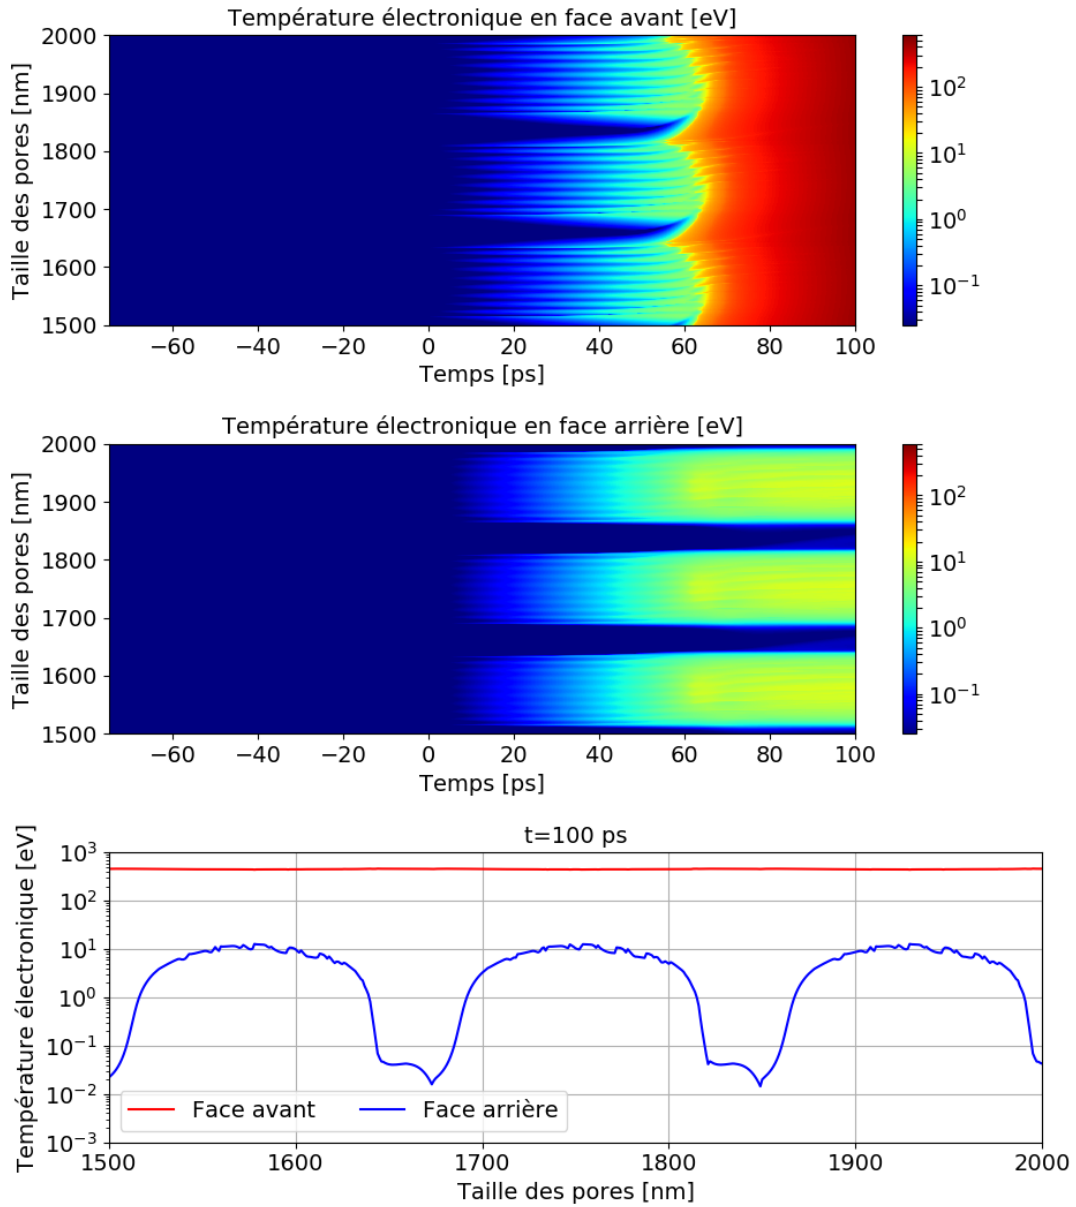 Température électronique en face avant [eV]
Taille des pores [nm]
2000
1900
1800
1700
1600
1500
−60 −40 −20 0 20 40 60 80 100
Temps [ps]
10²
10¹
10⁰
10⁻¹
Température électronique en face arrière [eV]
Taille des pores [nm]
2000
1900
1800
1700
1600
1500
−60 −40 −20 0 20 40 60 80 100
Temps [ps]
10²
10¹
10⁰
10⁻¹
t=100 ps
Température électronique [eV]
10³
10²
10¹
10⁰
10⁻¹
10⁻²
10⁻³
Face avant Face arrière
1500 1600 1700 1800 1900 2000
Taille des pores [nm]